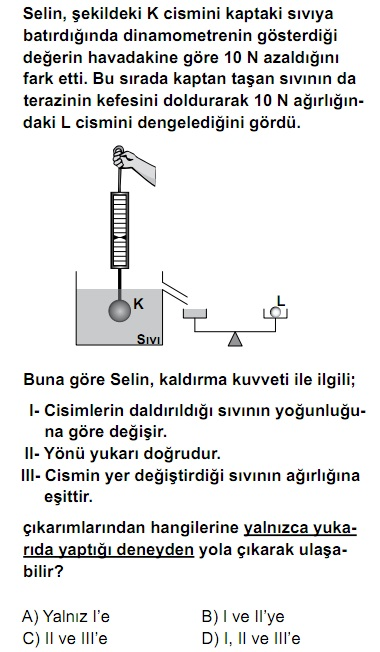 Selin, şekildeki K cismini kaptaki sıvıya
batırdığında dinamometrenin gösterdiği
değerin havadakine göre 10 N azaldığını
fark etti. Bu sırada kaptan taşan sıvının da
terazinin kefesini doldurarak 10 N ağırlığın-
daki L cismini dengelediğini gördü.
K
L
SIVI
Buna göre Selin, kaldırma kuvveti ile ilgili;
I- Cisimlerin daldırıldığı sıvının yoğunluğu-
na göre değişir.
II- Yönü yukarı doğrudur.
III- Cismin yer değiştirdiği sıvının ağırlığına
eşittir.
çıkarımlarından hangilerine yalnızca yuka-
rıda yaptığı deneyden yola çıkarak ulaşa-
bilir?
A) Yalnız I'e B) I ve II'ye
C) II ve III'e D) I, II ve III'e